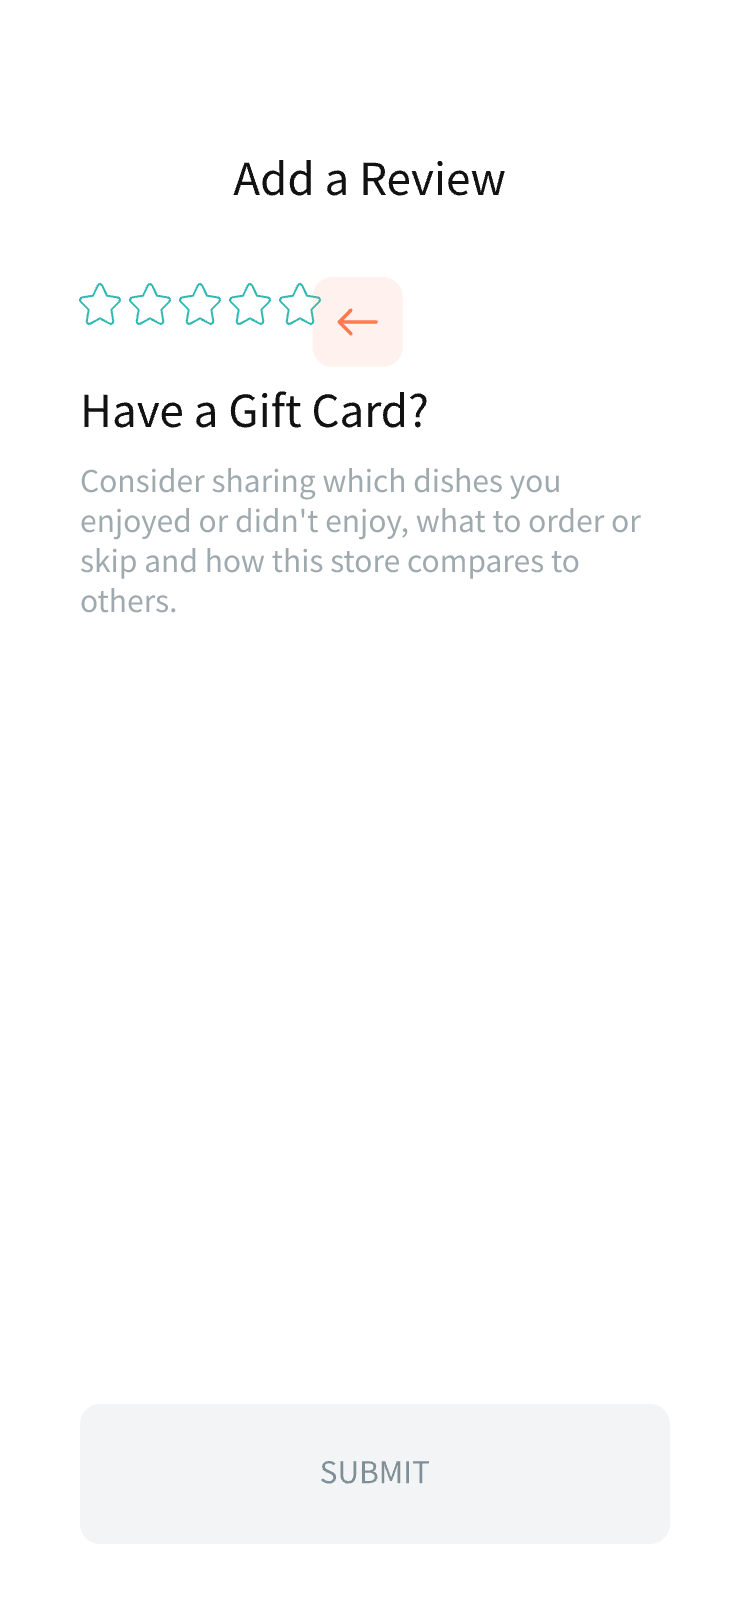 Add a Review
Have a Gift Card?
Consider sharing which dishes you
enjoyed or didn't enjoy, what to order or
skip and how this store compares to
others.
SUBMIT